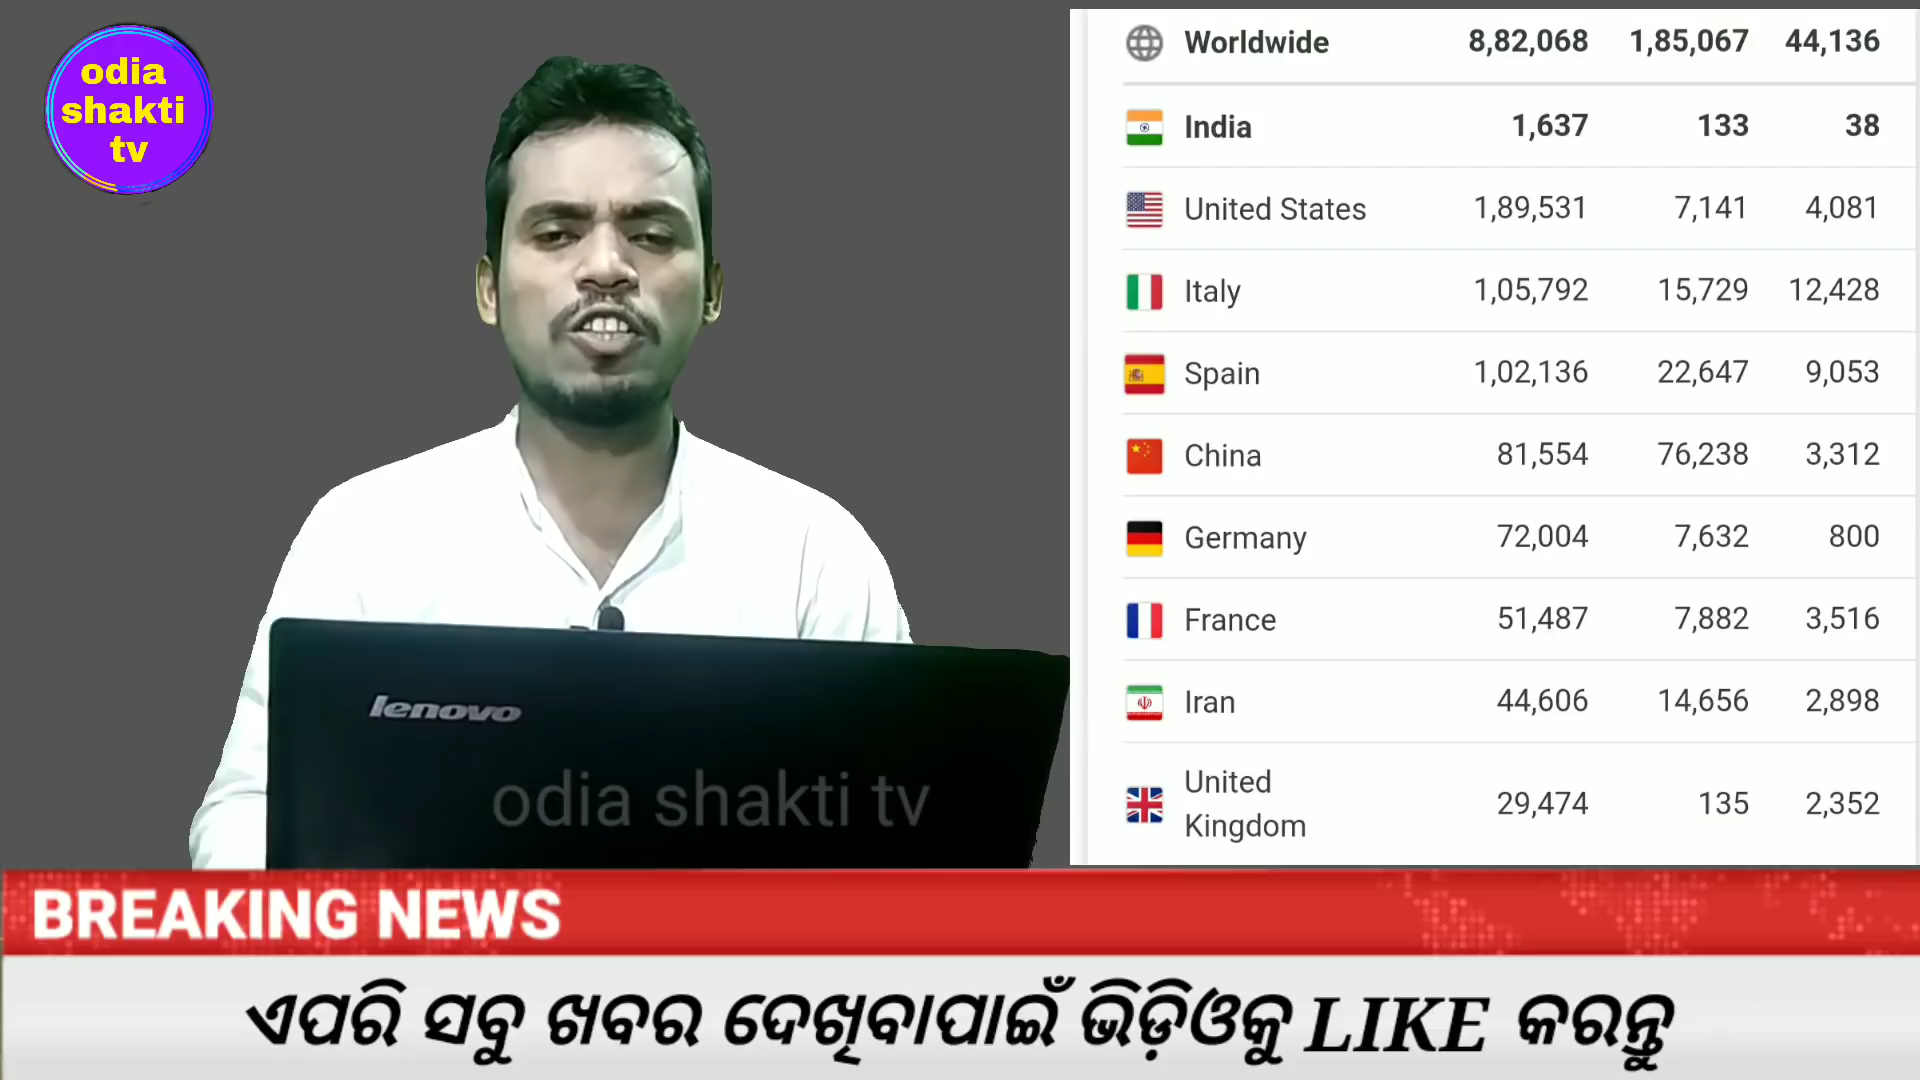 odia
shakti
tv
Worldwide 8,82,068 1,85,067 44,136
India 1,637 133 38
United States 1,89,531 7,141 4,081
Italy 1,05,792 15,729 12,428
Spain 1,02,136 22,647 9,053
China 81,554 76,238 3,312
Germany 72,004 7,632 800
France 51,487 7,882 3,516
Iran 44,606 14,656 2,898
United
Kingdom 29,474 135 2,352
lenovo
odia shakti tv
BREAKING NEWS
ଏପରି ସବୁ ଖବର ଦେଖିବାପାଇଁ ଭିଡ଼ିଓକୁ LIKE କରନ୍ତୁ